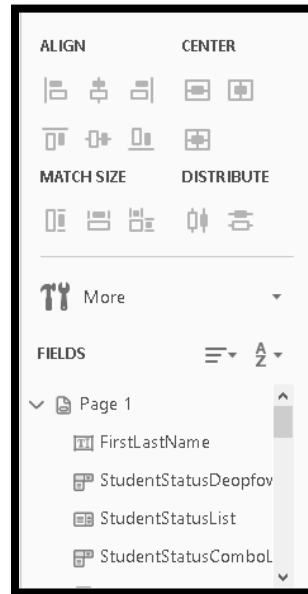 ALIGN CENTER
MATCH SIZE DISTRIBUTE
More
FIELDS
Page 1
FirstLastName
StudentStatusDeopfov
StudentStatusList
StudentStatusComboL